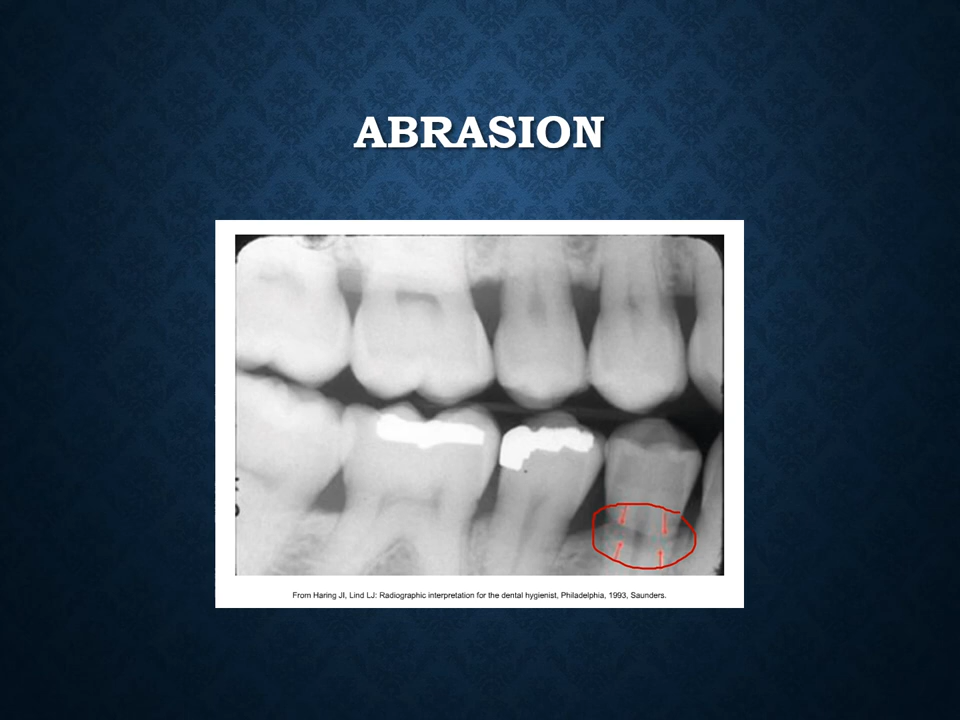 ABRASION
From Haring JI, Lind LJ: Radiographic interpretation for the dental hygienist, Philadelphia, 1993, Saunders.